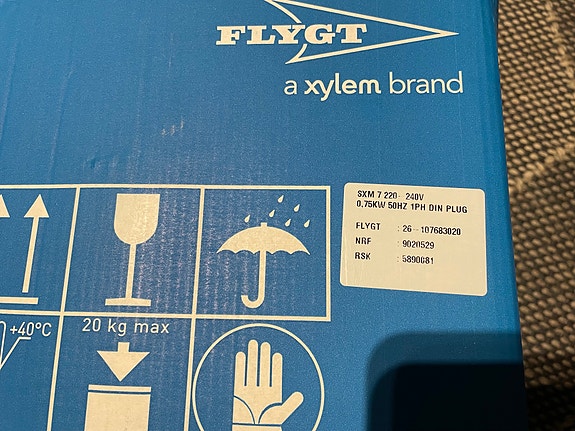 FLYGT
a xylem brand
SXM 7 220- 240V
0,75KW 50HZ 1PH DIN PLUG
FLYGT : 26--107683020
NRF : 9020529
RSK : 5890081
+40°C
20 kg max